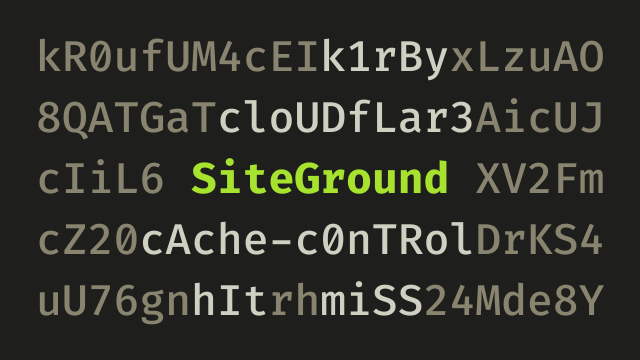 kR0ufUM4cEIk1rByxLzuAO
8QATGaTcloUDfLar3AicUJ
cIiL6 SiteGround XV2Fm
cZ20cAche-c0nTRolDrKS4
uU76gnhItrhmiSS24Mde8Y